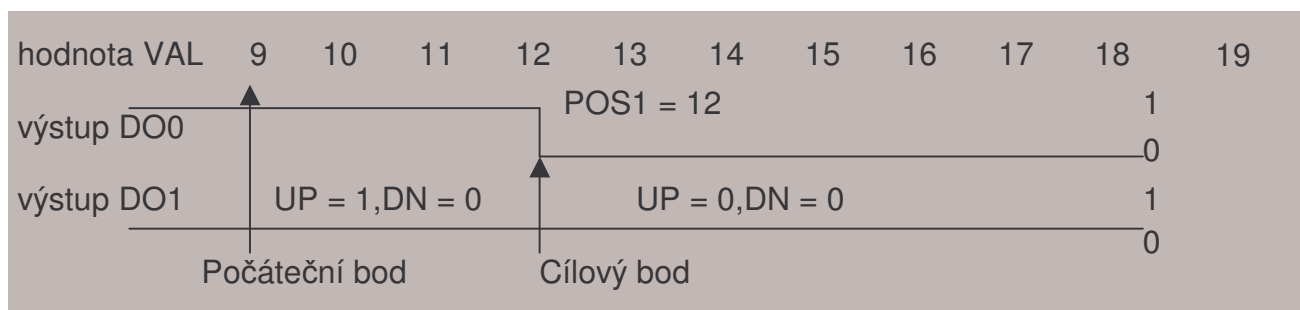 hodnota VAL 9 10 11 12 13 14 15 16 17 18 19
POS1 = 12 1
výstup DO0
0
výstup DO1 UP = 1,DN = 0 UP = 0,DN = 0 1
0
Počáteční bod Cílový bod